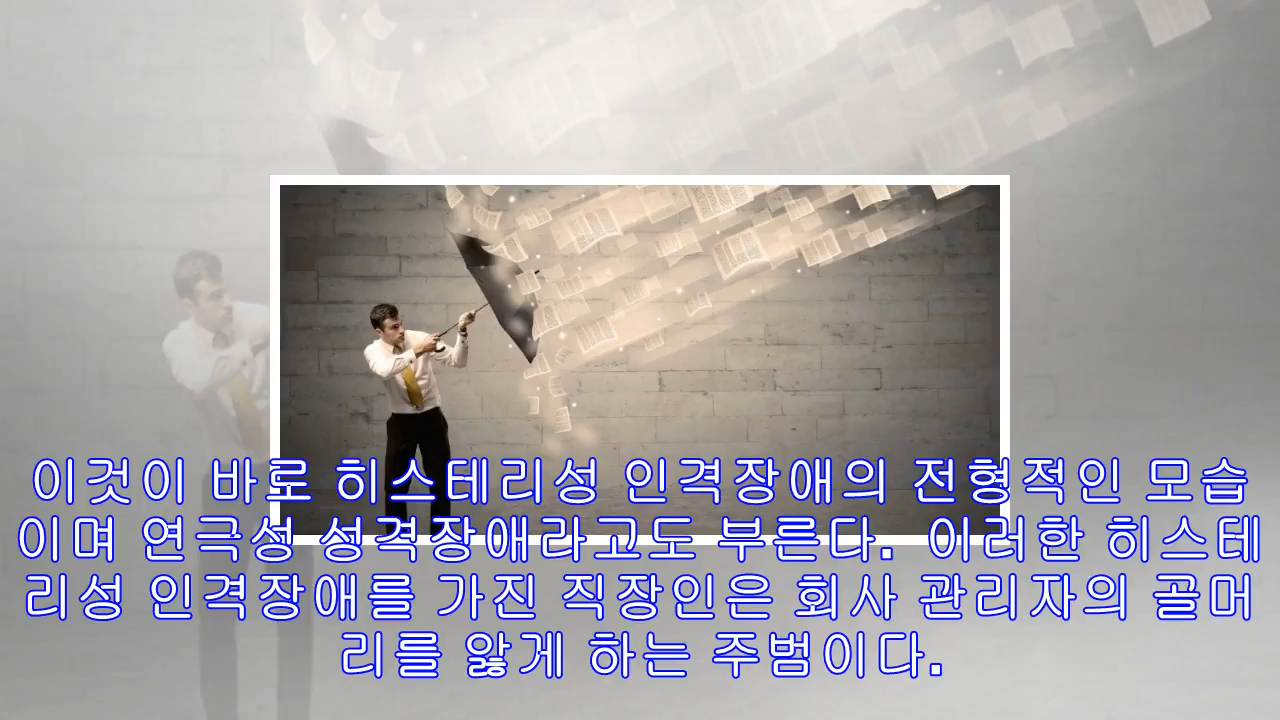 이것이 바로 히스테리성 인격장애의 전형적인 모습
이며 연극성 성격장애라고도 부른다. 이러한 히스테
리성 인격장애를 가진 직장인은 회사 관리자의 골머
리를 앓게 하는 주범이다.